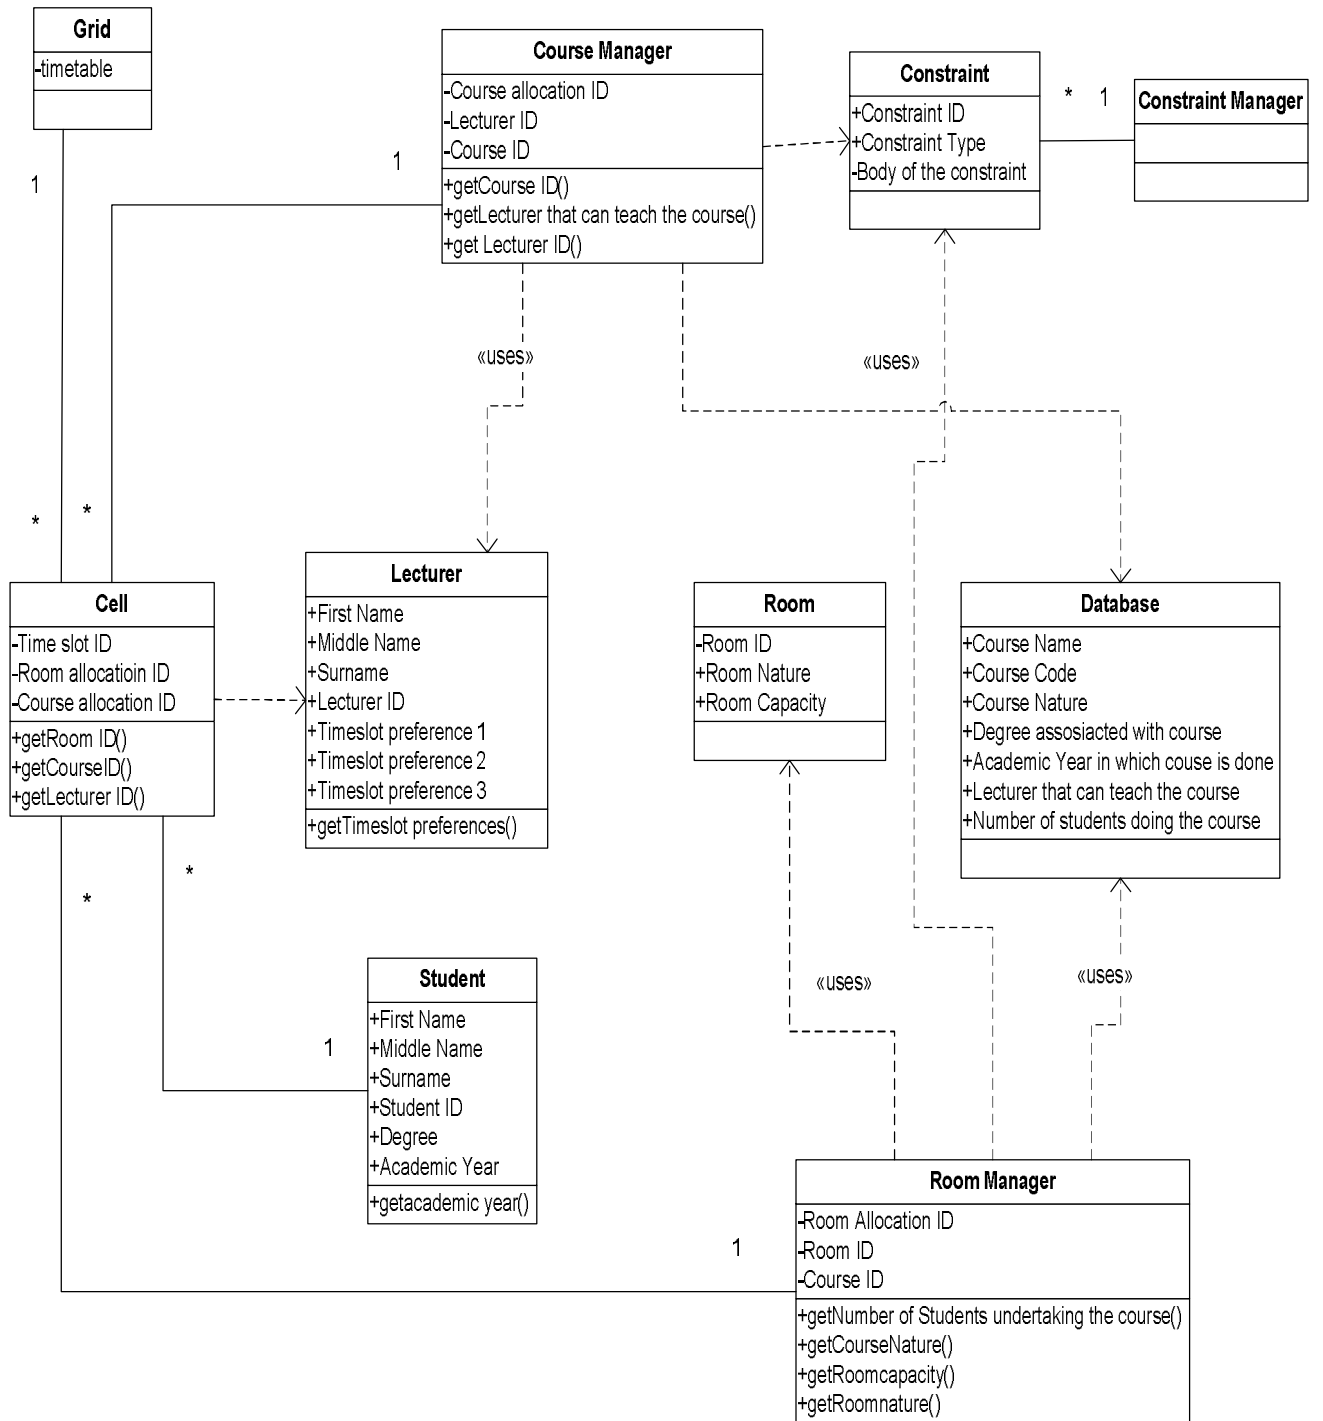 Grid
-timetable
Course Manager
-Course allocation ID
-Lecturer ID
-Course ID
+getCourse ID()
+getLecturer that can teach the course()
+get Lecturer ID()
Constraint
+Constraint ID
+Constraint Type
-Body of the constraint
* 1
Constraint Manager
1
1
«uses»
«uses»
*
*
Cell
-Time slot ID
-Room allocatioin ID
-Course allocation ID
+getRoom ID()
+getCourseID()
+getLecturer ID()
Lecturer
+First Name
+Middle Name
+Surname
+Lecturer ID
+Timeslot preference 1
+Timeslot preference 2
+Timeslot preference 3
+getTimeslot preferences()
Room
-Room ID
+Room Nature
+Room Capacity
Database
+Course Name
+Course Code
+Course Nature
+Degree assosiacted with course
+Academic Year in which couse is done
+Lecturer that can teach the course
+Number of students doing the course
*
*
Student
+First Name
+Middle Name
+Surname
+Student ID
+Degree
+Academic Year
+getacademic year()
1
«uses»
«uses»
1
Room Manager
-Room Allocation ID
-Room ID
-Course ID
+getNumber of Students undertaking the course()
+getCourseNature()
+getRoomcapacity()
+getRoomnature()